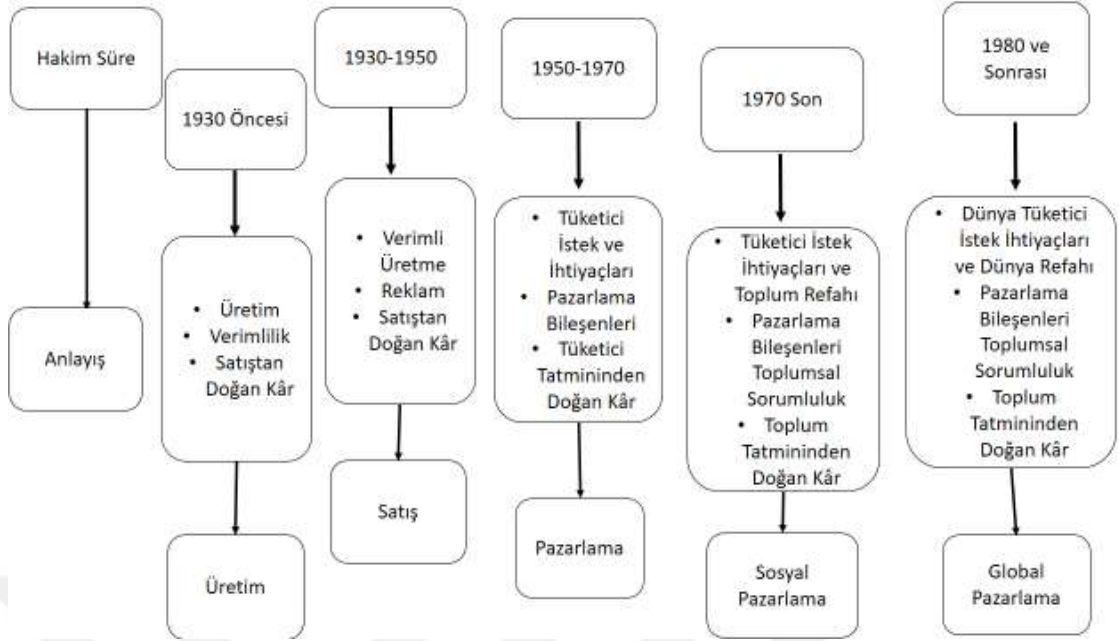 Hakim Süre
Anlayış
1930 Öncesi
• Üretim
• Verimlilik
• Satıştan
Doğan Kâr
Üretim
1930-1950
• Verimli
Üretme
• Reklam
• Satıştan
Doğan Kâr
Satış
1950-1970
• Tüketici
İstek ve
İhtiyaçları
• Pazarlama
Bileşenleri
• Tüketici
Tatmininden
Doğan Kâr
Pazarlama
1970 Son
• Tüketici İstek
İhtiyaçları ve
Toplum Refahı
• Pazarlama
Bileşenleri
Toplumsal
Sorumluluk
• Toplum
Tatmininden
Doğan Kâr
Sosyal
Pazarlama
1980 ve
Sonrası
• Dünya Tüketici
İstek İhtiyaçları
ve Dünya Refahı
• Pazarlama
Bileşenleri
Toplumsal
Sorumluluk
• Toplum
Tatmininden
Doğan Kâr
Global
Pazarlama